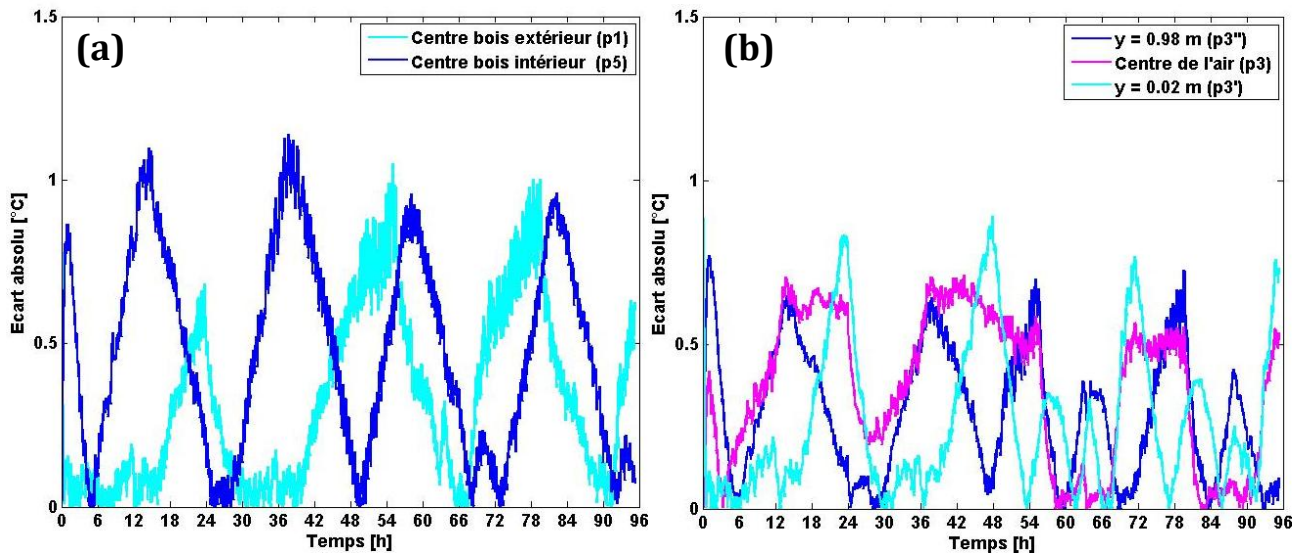 (a)
Centre bois extérieur (p1)
Centre bois intérieur (p5)
Ecart absolu [°C]
1.5
1
0.5
0
0 6 12 18 24 30 36 42 48 54 60 66 72 78 84 90 96
Temps [h]
(b)
y = 0.98 m (p3")
Centre de l'air (p3)
y = 0.02 m (p3')
Ecart absolu [°C]
1.5
1
0.5
0
0 6 12 18 24 30 36 42 48 54 60 66 72 78 84 90 96
Temps [h]